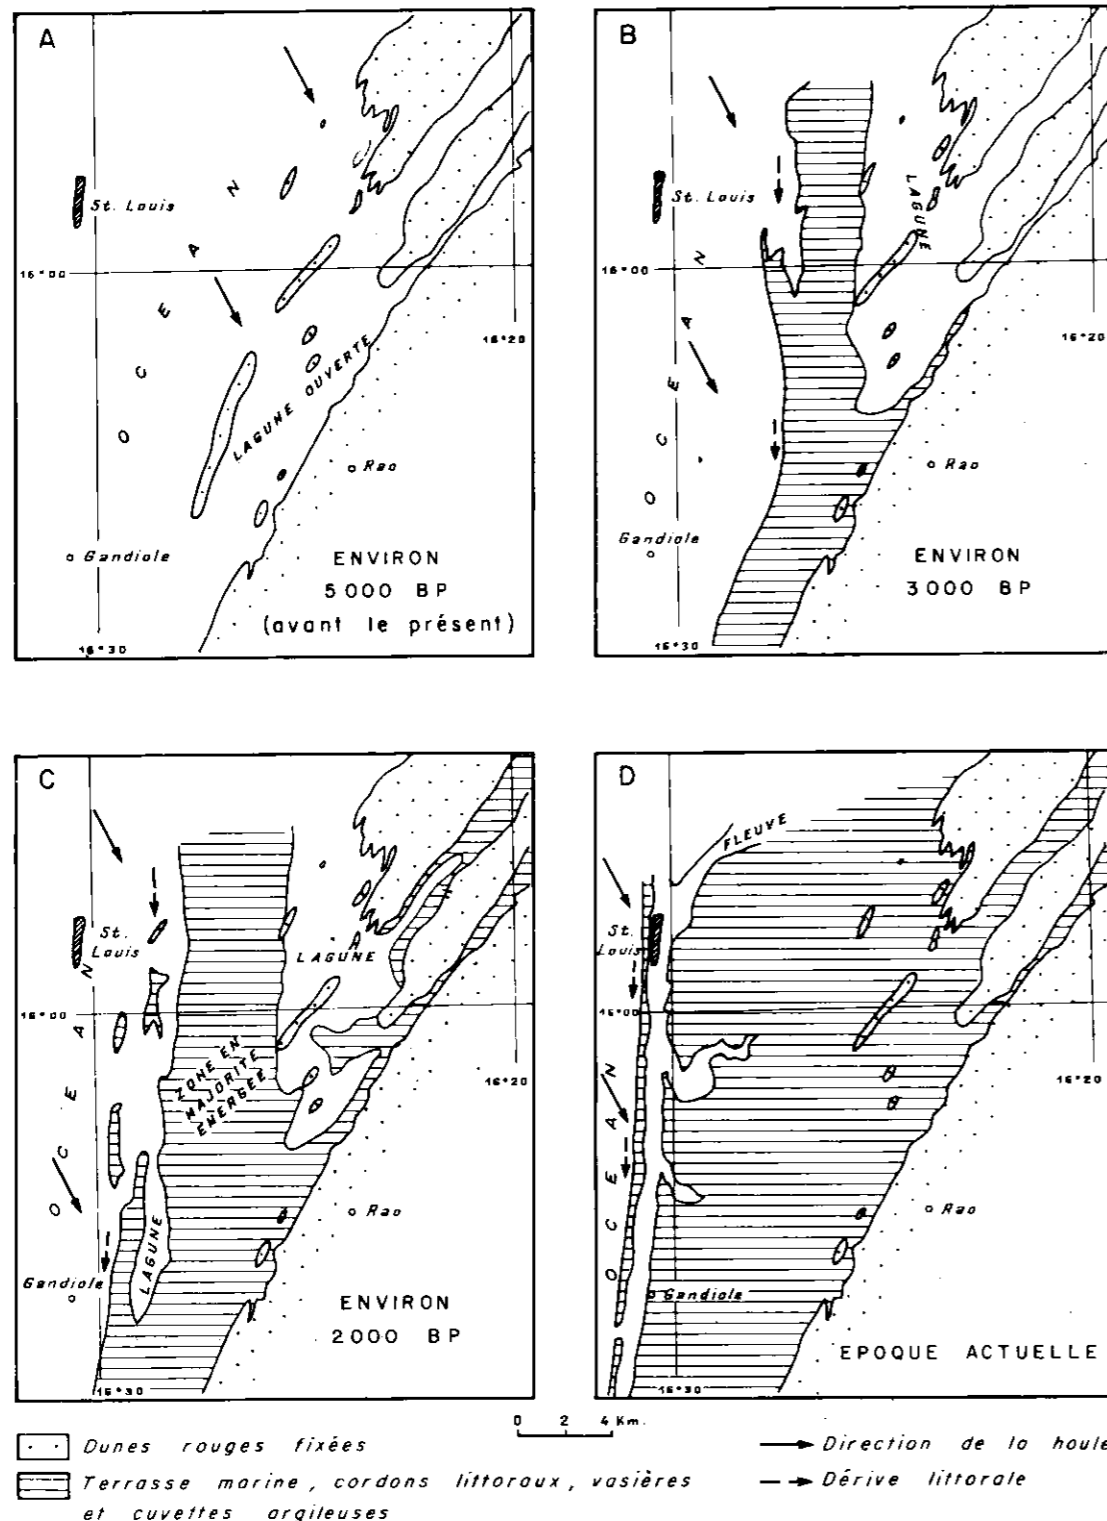 A
OCEAN
St. Louis
16°00
16°20
LAGUNE OUVERTE
Rao
Gandiole
ENVIRON
5000 BP
(avant le présent)
16°30
B
St. Louis
OCEAN
LAGUNE
16°00
16°20
Rao
Gandiole
ENVIRON
3000 BP
16°30
C
St.
Louis
OCEAN
LAGUNE
16°00
ZONE EN
MAJORITE
EMERGEE
16°20
Rao
LAGUNE
Gandiole
ENVIRON
2000 BP
16°30
D
FLEUVE
St.
Louis
16°00
OCEAN
16°20
Rao
Gandiole
EPOQUE ACTUELLE
16°30
0 2 4 Km.
Dunes rouges fixées
Direction de la houle
Terrasse marine, cordons littoraux, vasières
et cuvettes argileuses
Dérive littorale